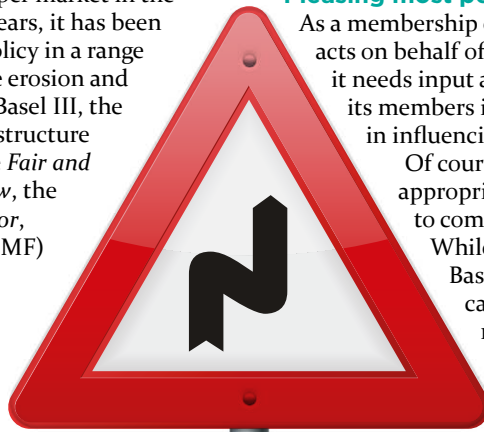 per market in the
ears, it has been
olicy in a range
e erosion and
Basel III, the
structure
Fair and
w, the
or,
MF)
As a membership
acts on behalf of
it needs input a
its members i
in influenci
Of cour
appropri
to com
While
Bas
ca